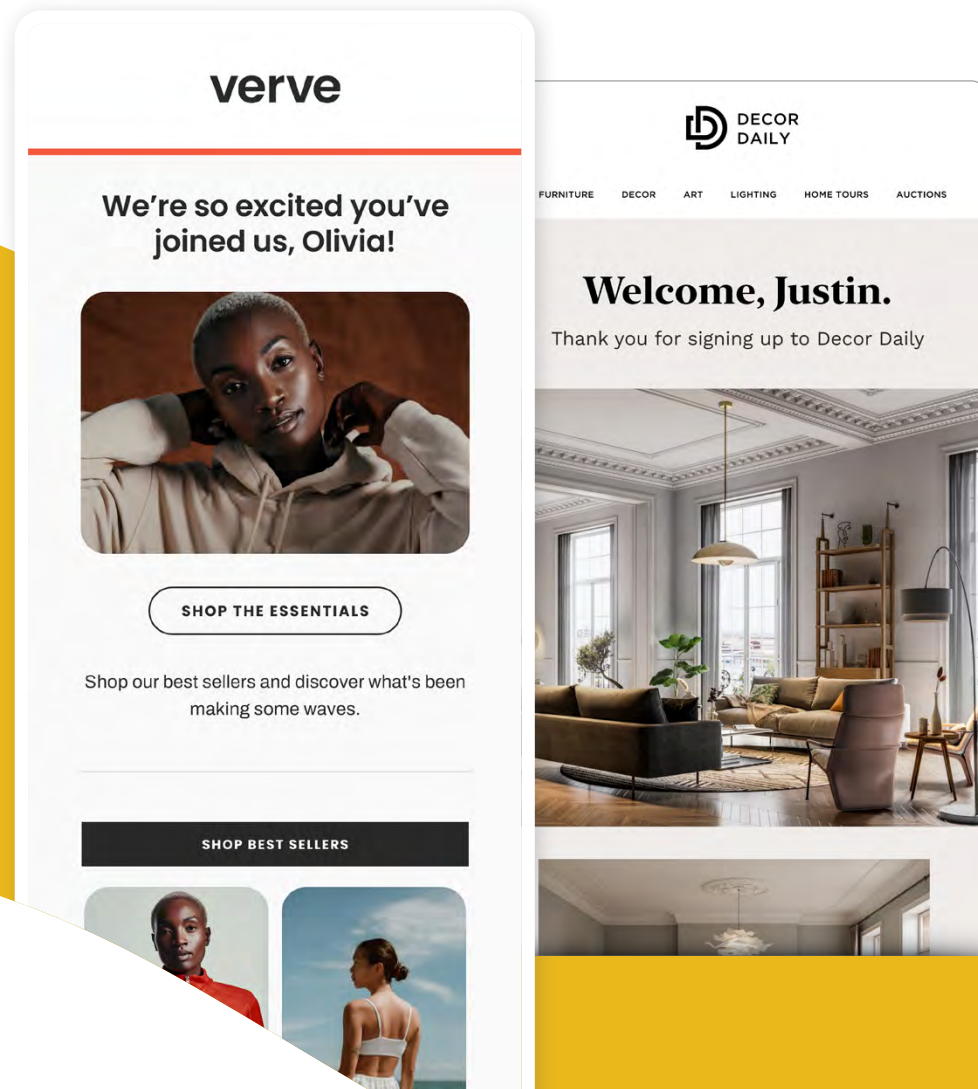 verve
We’re so excited you’ve
joined us, Olivia!
SHOP THE ESSENTIALS
Shop our best sellers and discover what's been
making some waves.
SHOP BEST SELLERS
DECOR
DAILY
FURNITURE DECOR ART LIGHTING HOME TOURS AUCTIONS
Welcome, Justin.
Thank you for signing up to Decor Daily